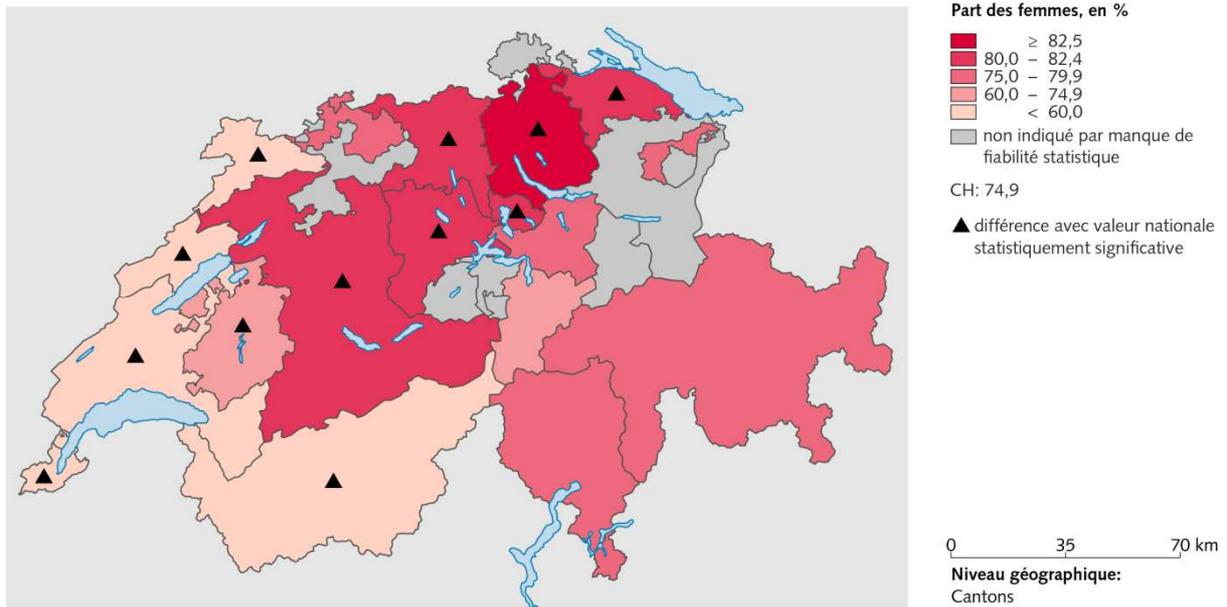 Part des femmes, en %
≥ 82,5
80,0 – 82,4
75,0 – 79,9
60,0 – 74,9
< 60,0
non indiqué par manque de
fiabilité statistique
CH: 74,9
différence avec valeur nationale
statistiquement significative
0 35 70 km
Niveau géographique:
Cantons